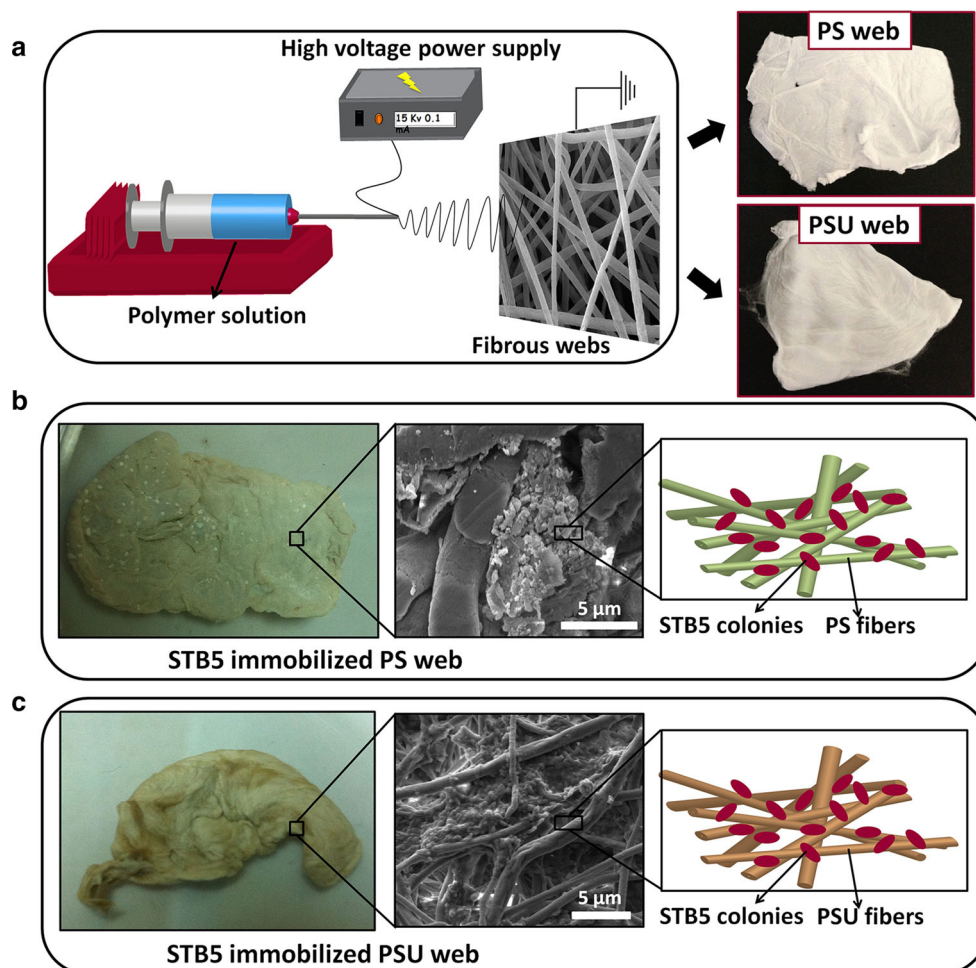 a
High voltage power supply
15 Kv 0.1
mA
Polymer solution
Fibrous webs
PS web
PSU web
b
STB5 immobilized PS web
5 µm
STB5 colonies
PS fibers
c
STB5 immobilized PSU web
5 µm
STB5 colonies
PSU fibers